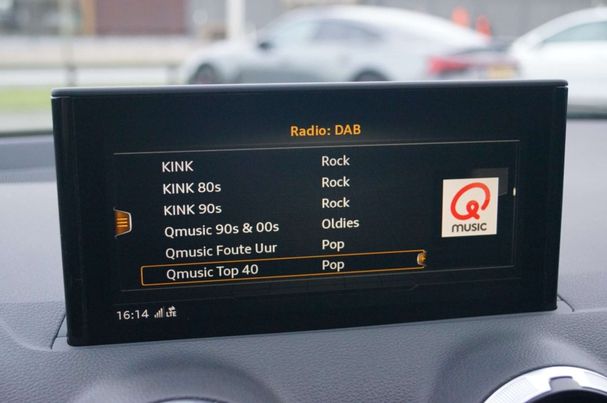 Radio: DAB
KINK Rock
KINK 80s Rock
KINK 90s Rock
Qmusic 90s & 00s Oldies
Qmusic Foute Uur Pop
Qmusic Top 40 Pop
Q
MUSIC
16:14 LTE